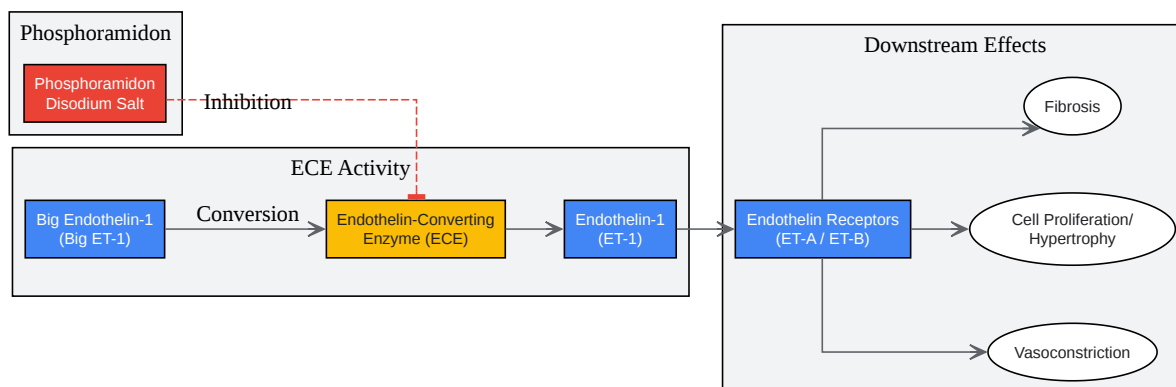 Phosphoramidon
Phosphoramidon
Disodium Salt
Inhibition
ECE Activity
Big Endothelin-1
(Big ET-1)
Conversion
Endothelin-Converting
Enzyme (ECE)
Endothelin-1
(ET-1)
Downstream Effects
Endothelin Receptors
(ET-A / ET-B)
Fibrosis
Cell Proliferation/
Hypertrophy
Vasoconstriction